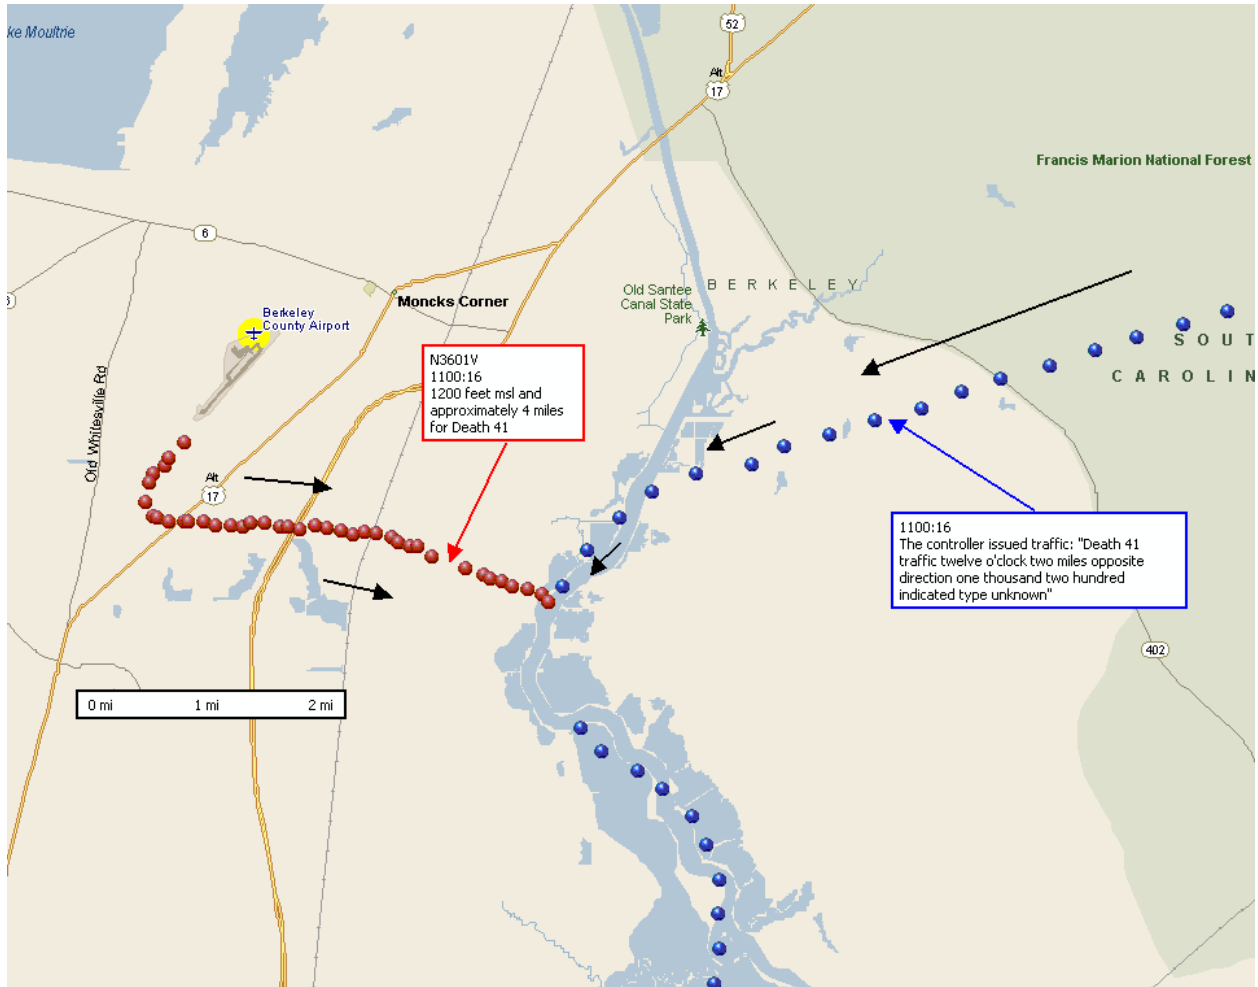 ke Moultrie
52
Alt
17
Francis Marion National Forest
6
Old Santee
Canal State
Park
BERKELEY
Moncks Corner
Berkeley
County Airport
SOUT
CAROLIN
N3601V
1100:16
1200 feet msl and
approximately 4 miles
for Death 41
Old Whitesville Rd
Alt
17
1100:16
The controller issued traffic: "Death 41
traffic twelve o'clock two miles opposite
direction one thousand two hundred
indicated type unknown"
402
0 mi 1 mi 2 mi